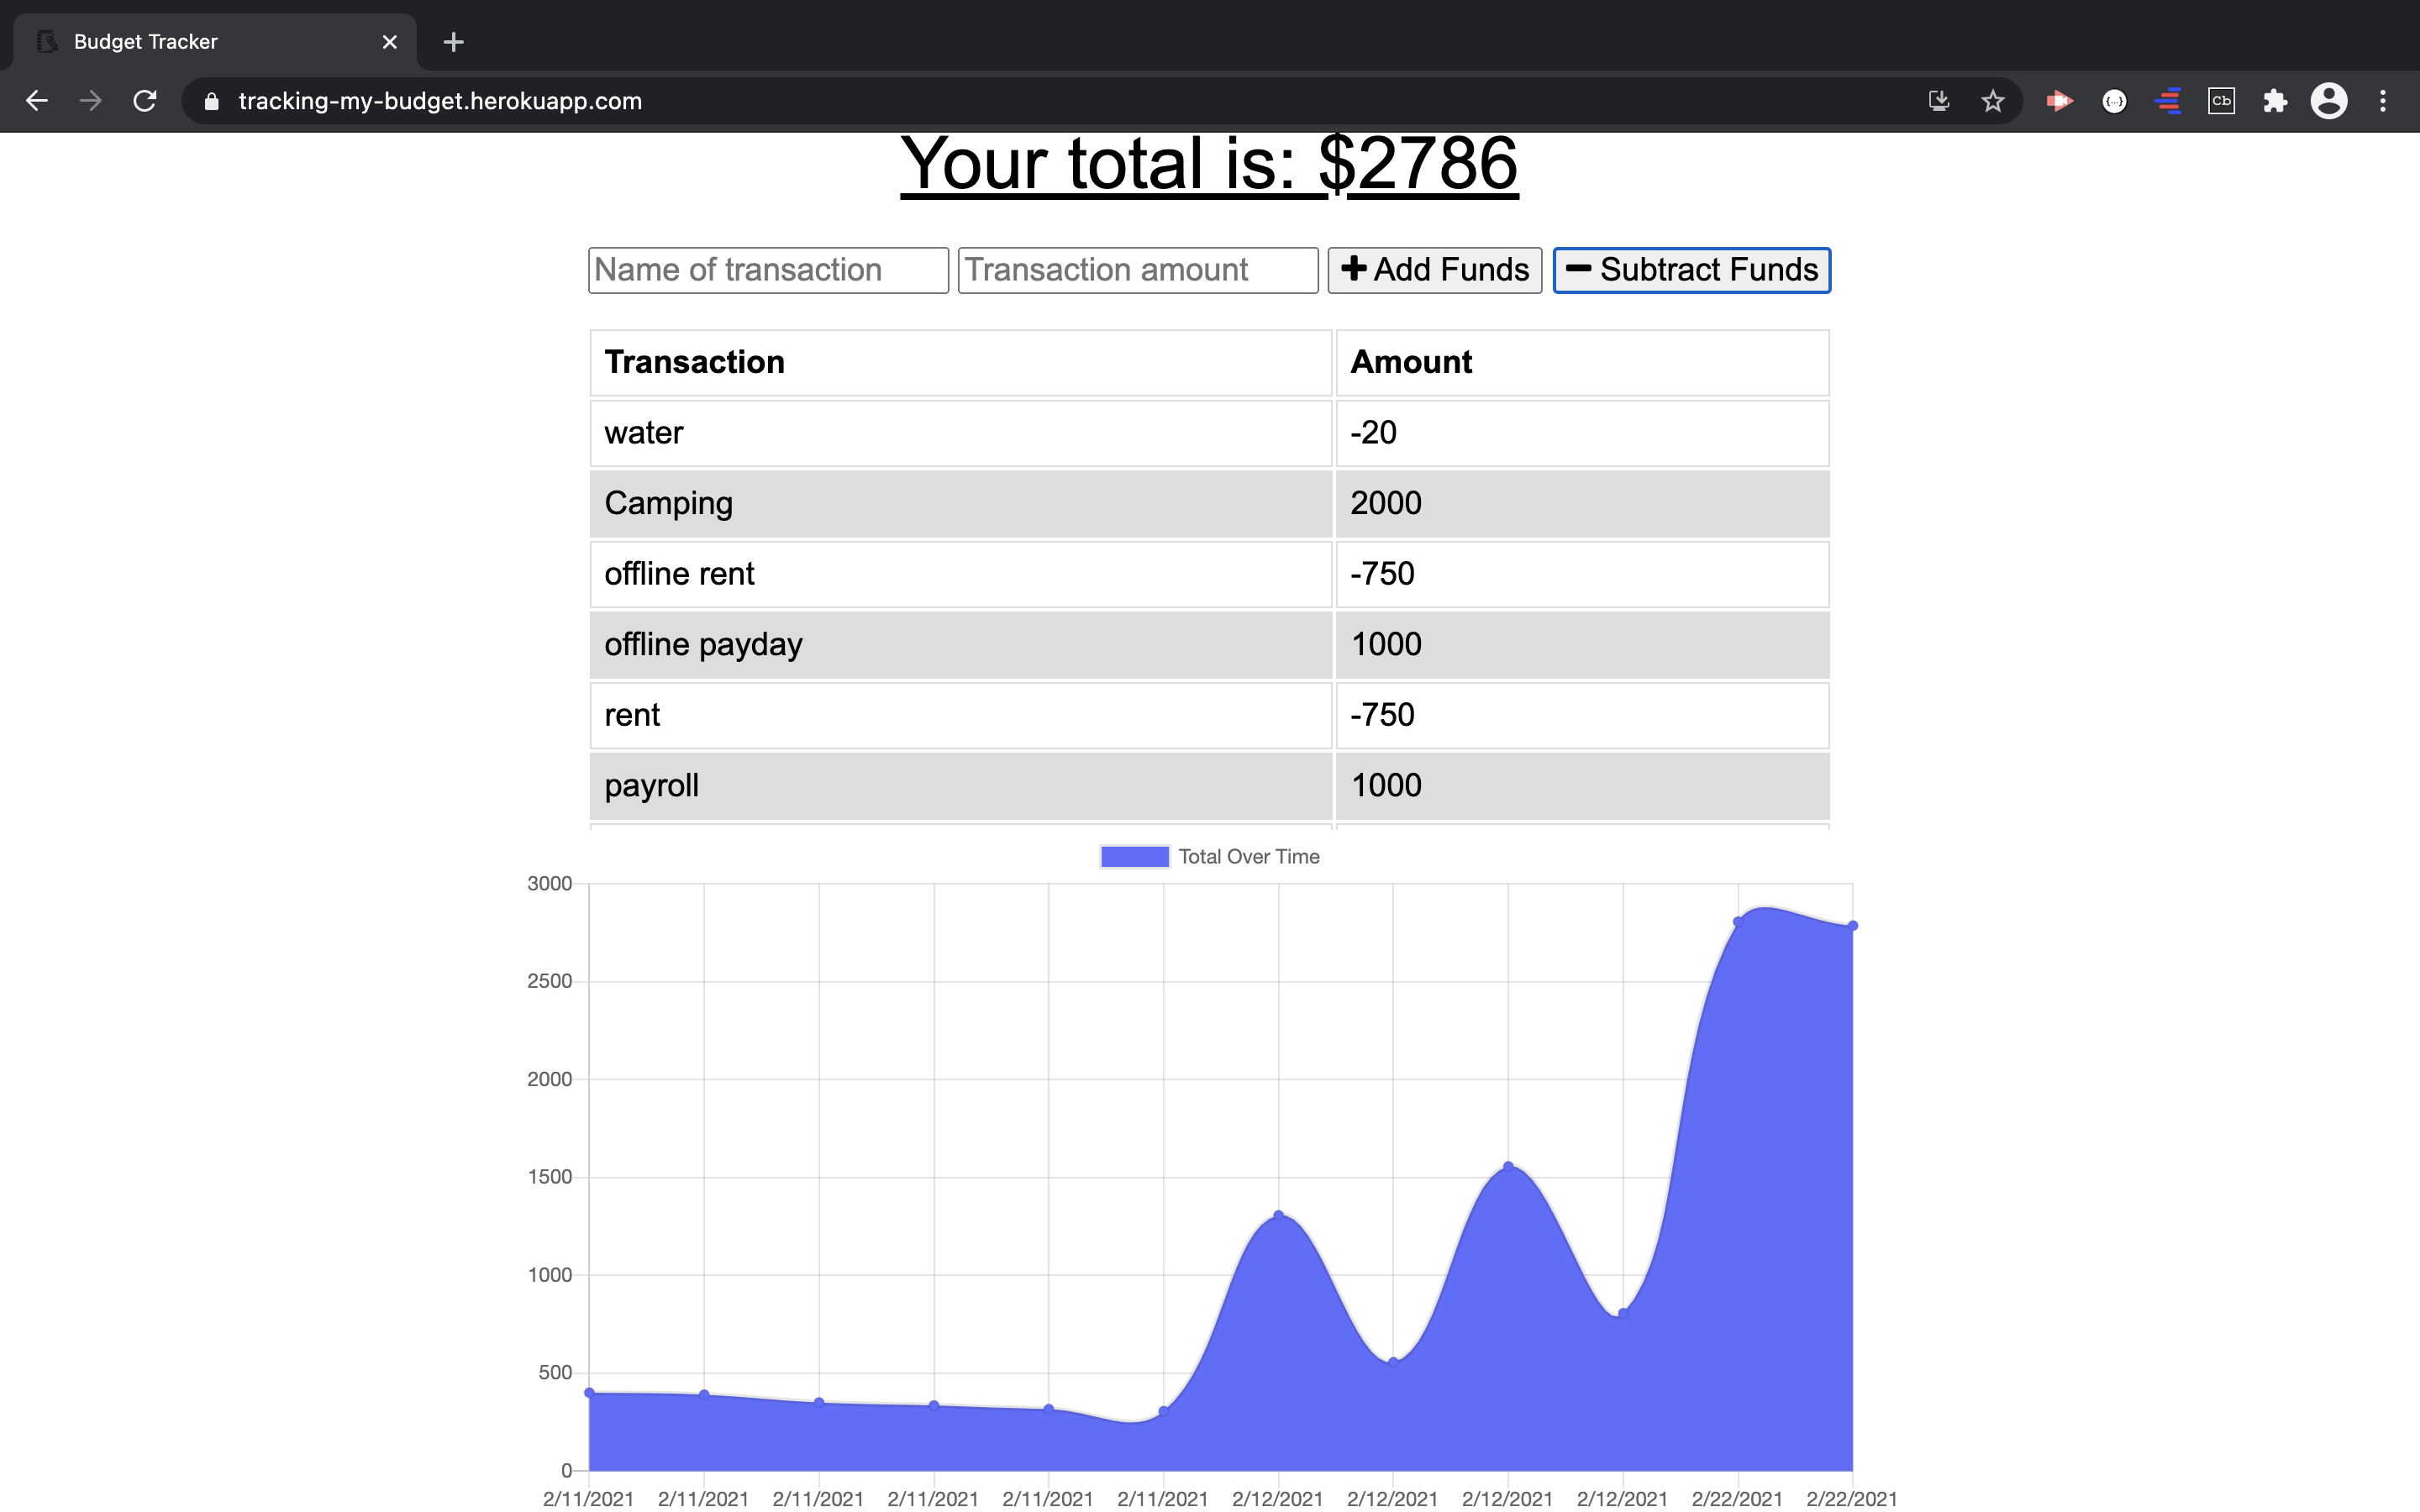 Budget Tracker
tracking-my-budget.herokuapp.com
Cb
Your total is: $2786
Name of transaction Transaction amount Add Funds Subtract Funds
Transaction Amount
water -20
Camping 2000
offline rent -750
offline payday 1000
rent -750
payroll 1000
Total Over Time
3000
2500
2000
1500
1000
500
0
2/11/2021 2/11/2021 2/11/2021 2/11/2021 2/11/2021 2/11/2021 2/12/2021 2/12/2021 2/12/2021 2/12/2021 2/22/2021 2/22/2021